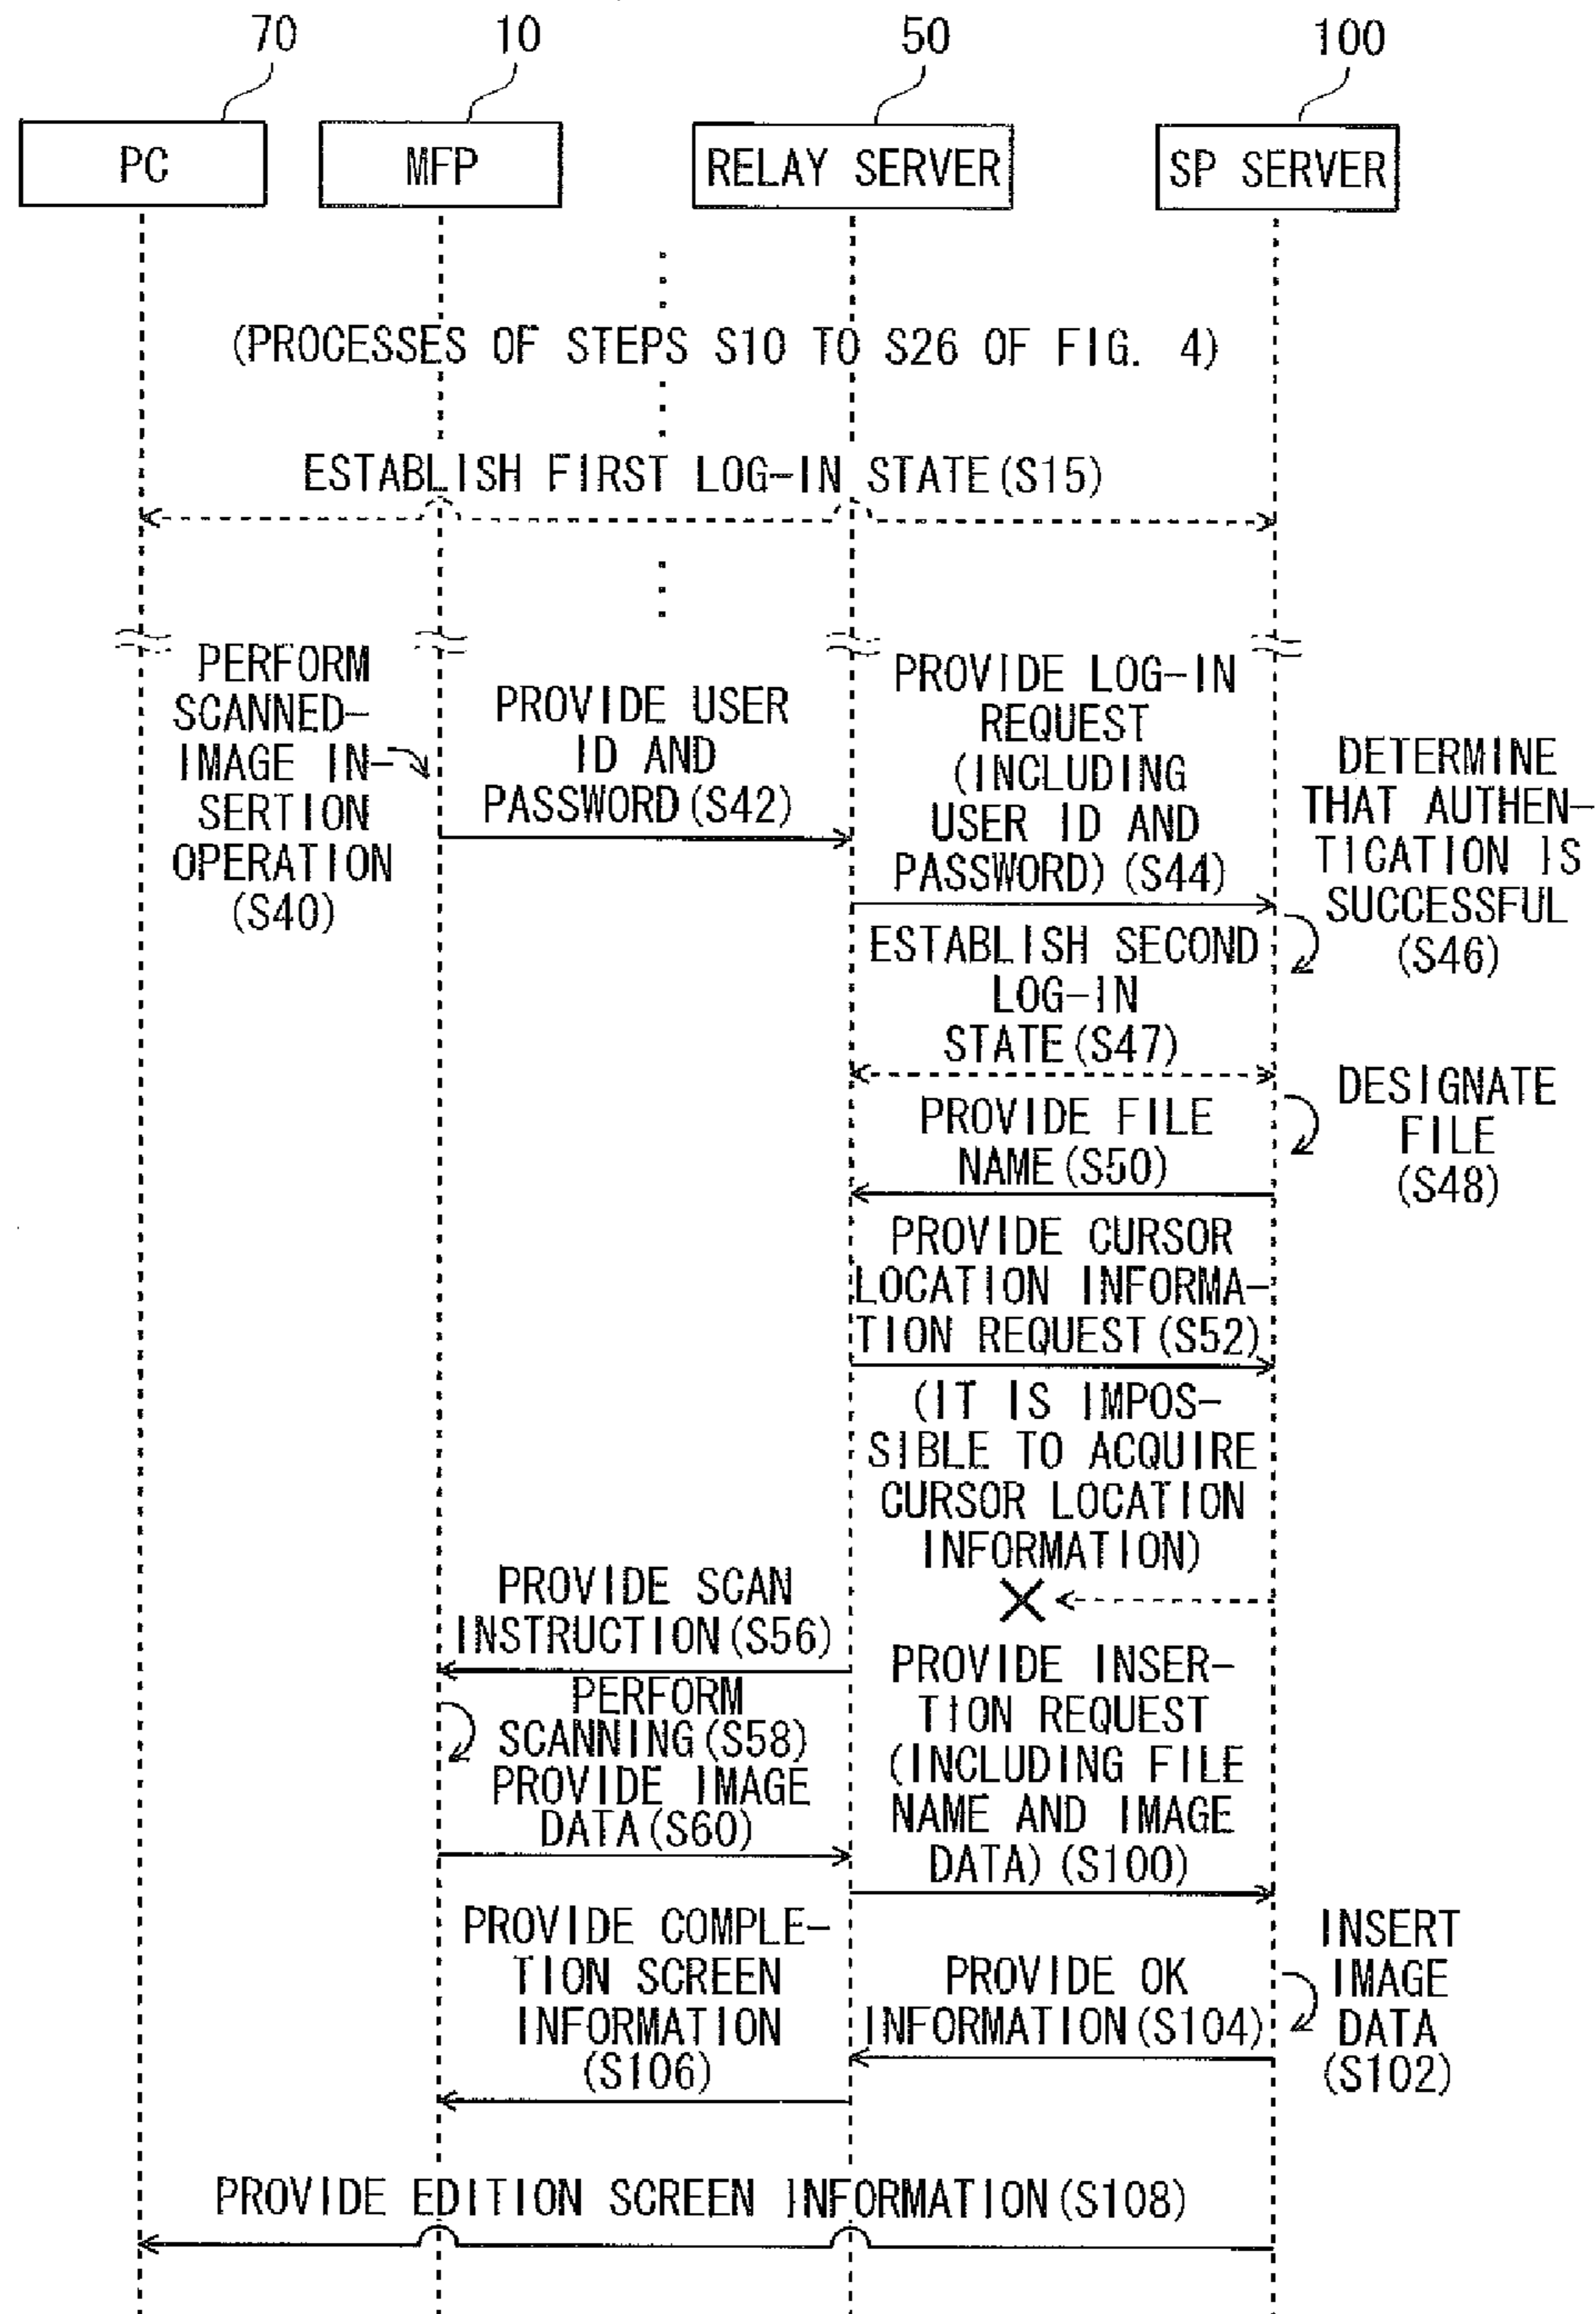 70 10 50 100
PC MFP RELAY SERVER SP SERVER
(PROCESSES OF STEPS S10 TO S26 OF FIG. 4)
ESTABLISH FIRST LOG-IN STATE(S15)
PERFORM
SCANNED-
IMAGE IN-
SERTION
OPERATION
(S40)
PROVIDE USER
ID AND
PASSWORD(S42)
PROVIDE LOG-IN
REQUEST
(INCLUDING
USER ID AND
PASSWORD)(S44)
DETERMINE
THAT AUTHEN-
TICATION IS
SUCCESSFUL
(S46)
ESTABLISH SECOND
LOG-IN
STATE(S47)
DESIGNATE
FILE
(S48)
PROVIDE FILE
NAME(S50)
PROVIDE CURSOR
LOCATION INFORMA-
TION REQUEST(S52)
(IT IS IMPOS-
SIBLE TO ACQUIRE
CURSOR LOCATION
INFORMATION)
PROVIDE SCAN
INSTRUCTION(S56)
PERFORM
SCANNING(S58)
PROVIDE IMAGE
DATA(S60)
PROVIDE INSER-
TION REQUEST
(INCLUDING FILE
NAME AND IMAGE
DATA)(S100)
INSERT
IMAGE
DATA
(S102)
PROVIDE OK
INFORMATION(S104)
PROVIDE COMPLE-
TION SCREEN
INFORMATION
(S106)
PROVIDE EDITION SCREEN INFORMATION(S108)